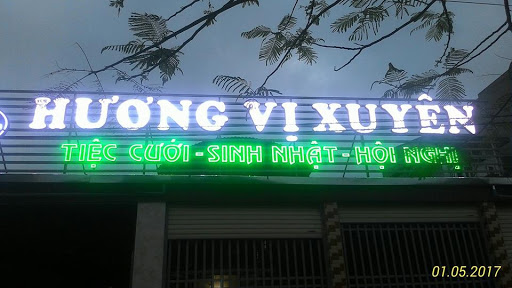 HƯƠNG VỊ XUYÊN
TIỆC CƯỚI - SINH NHẬT - HỘI NGHỊ
01.05.2017